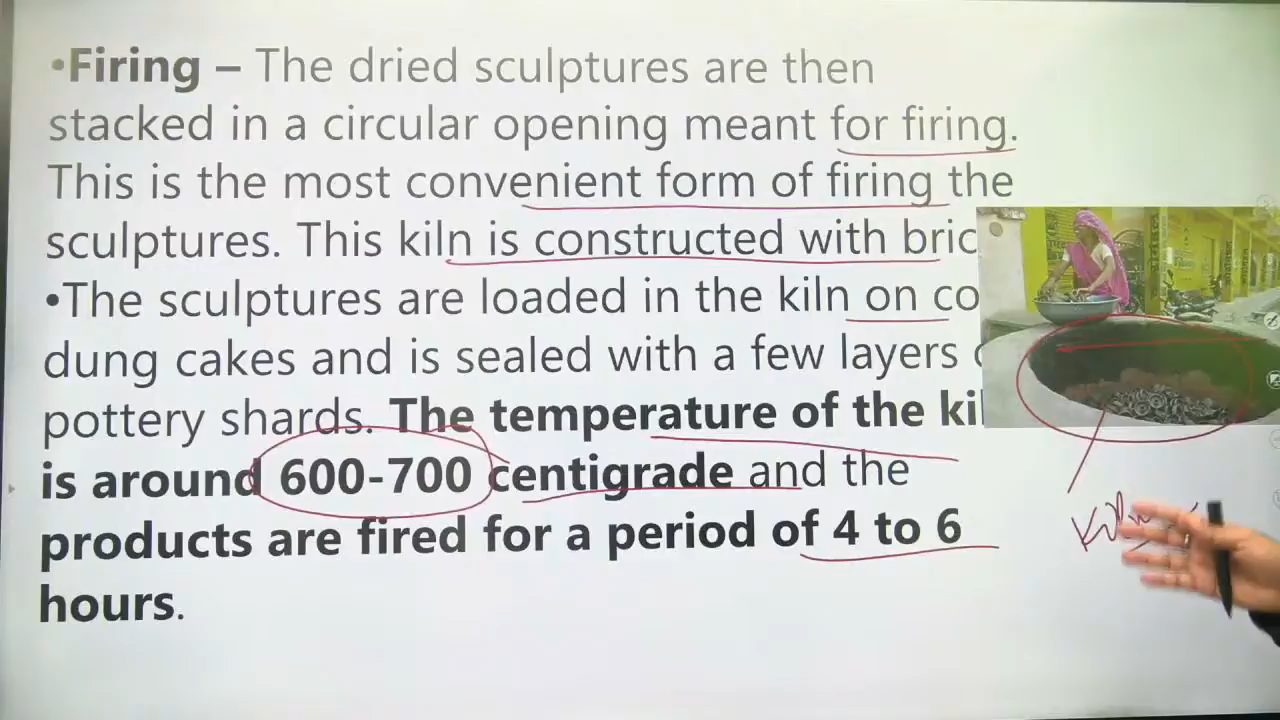 •Firing – The dried sculptures are then
stacked in a circular opening meant for firing.
This is the most convenient form of firing the
sculptures. This kiln is constructed with bric
•The sculptures are loaded in the kiln on co
dung cakes and is sealed with a few layers
pottery shards. The temperature of the kil
is around 600-700 centigrade and the
products are fired for a period of 4 to 6
hours.